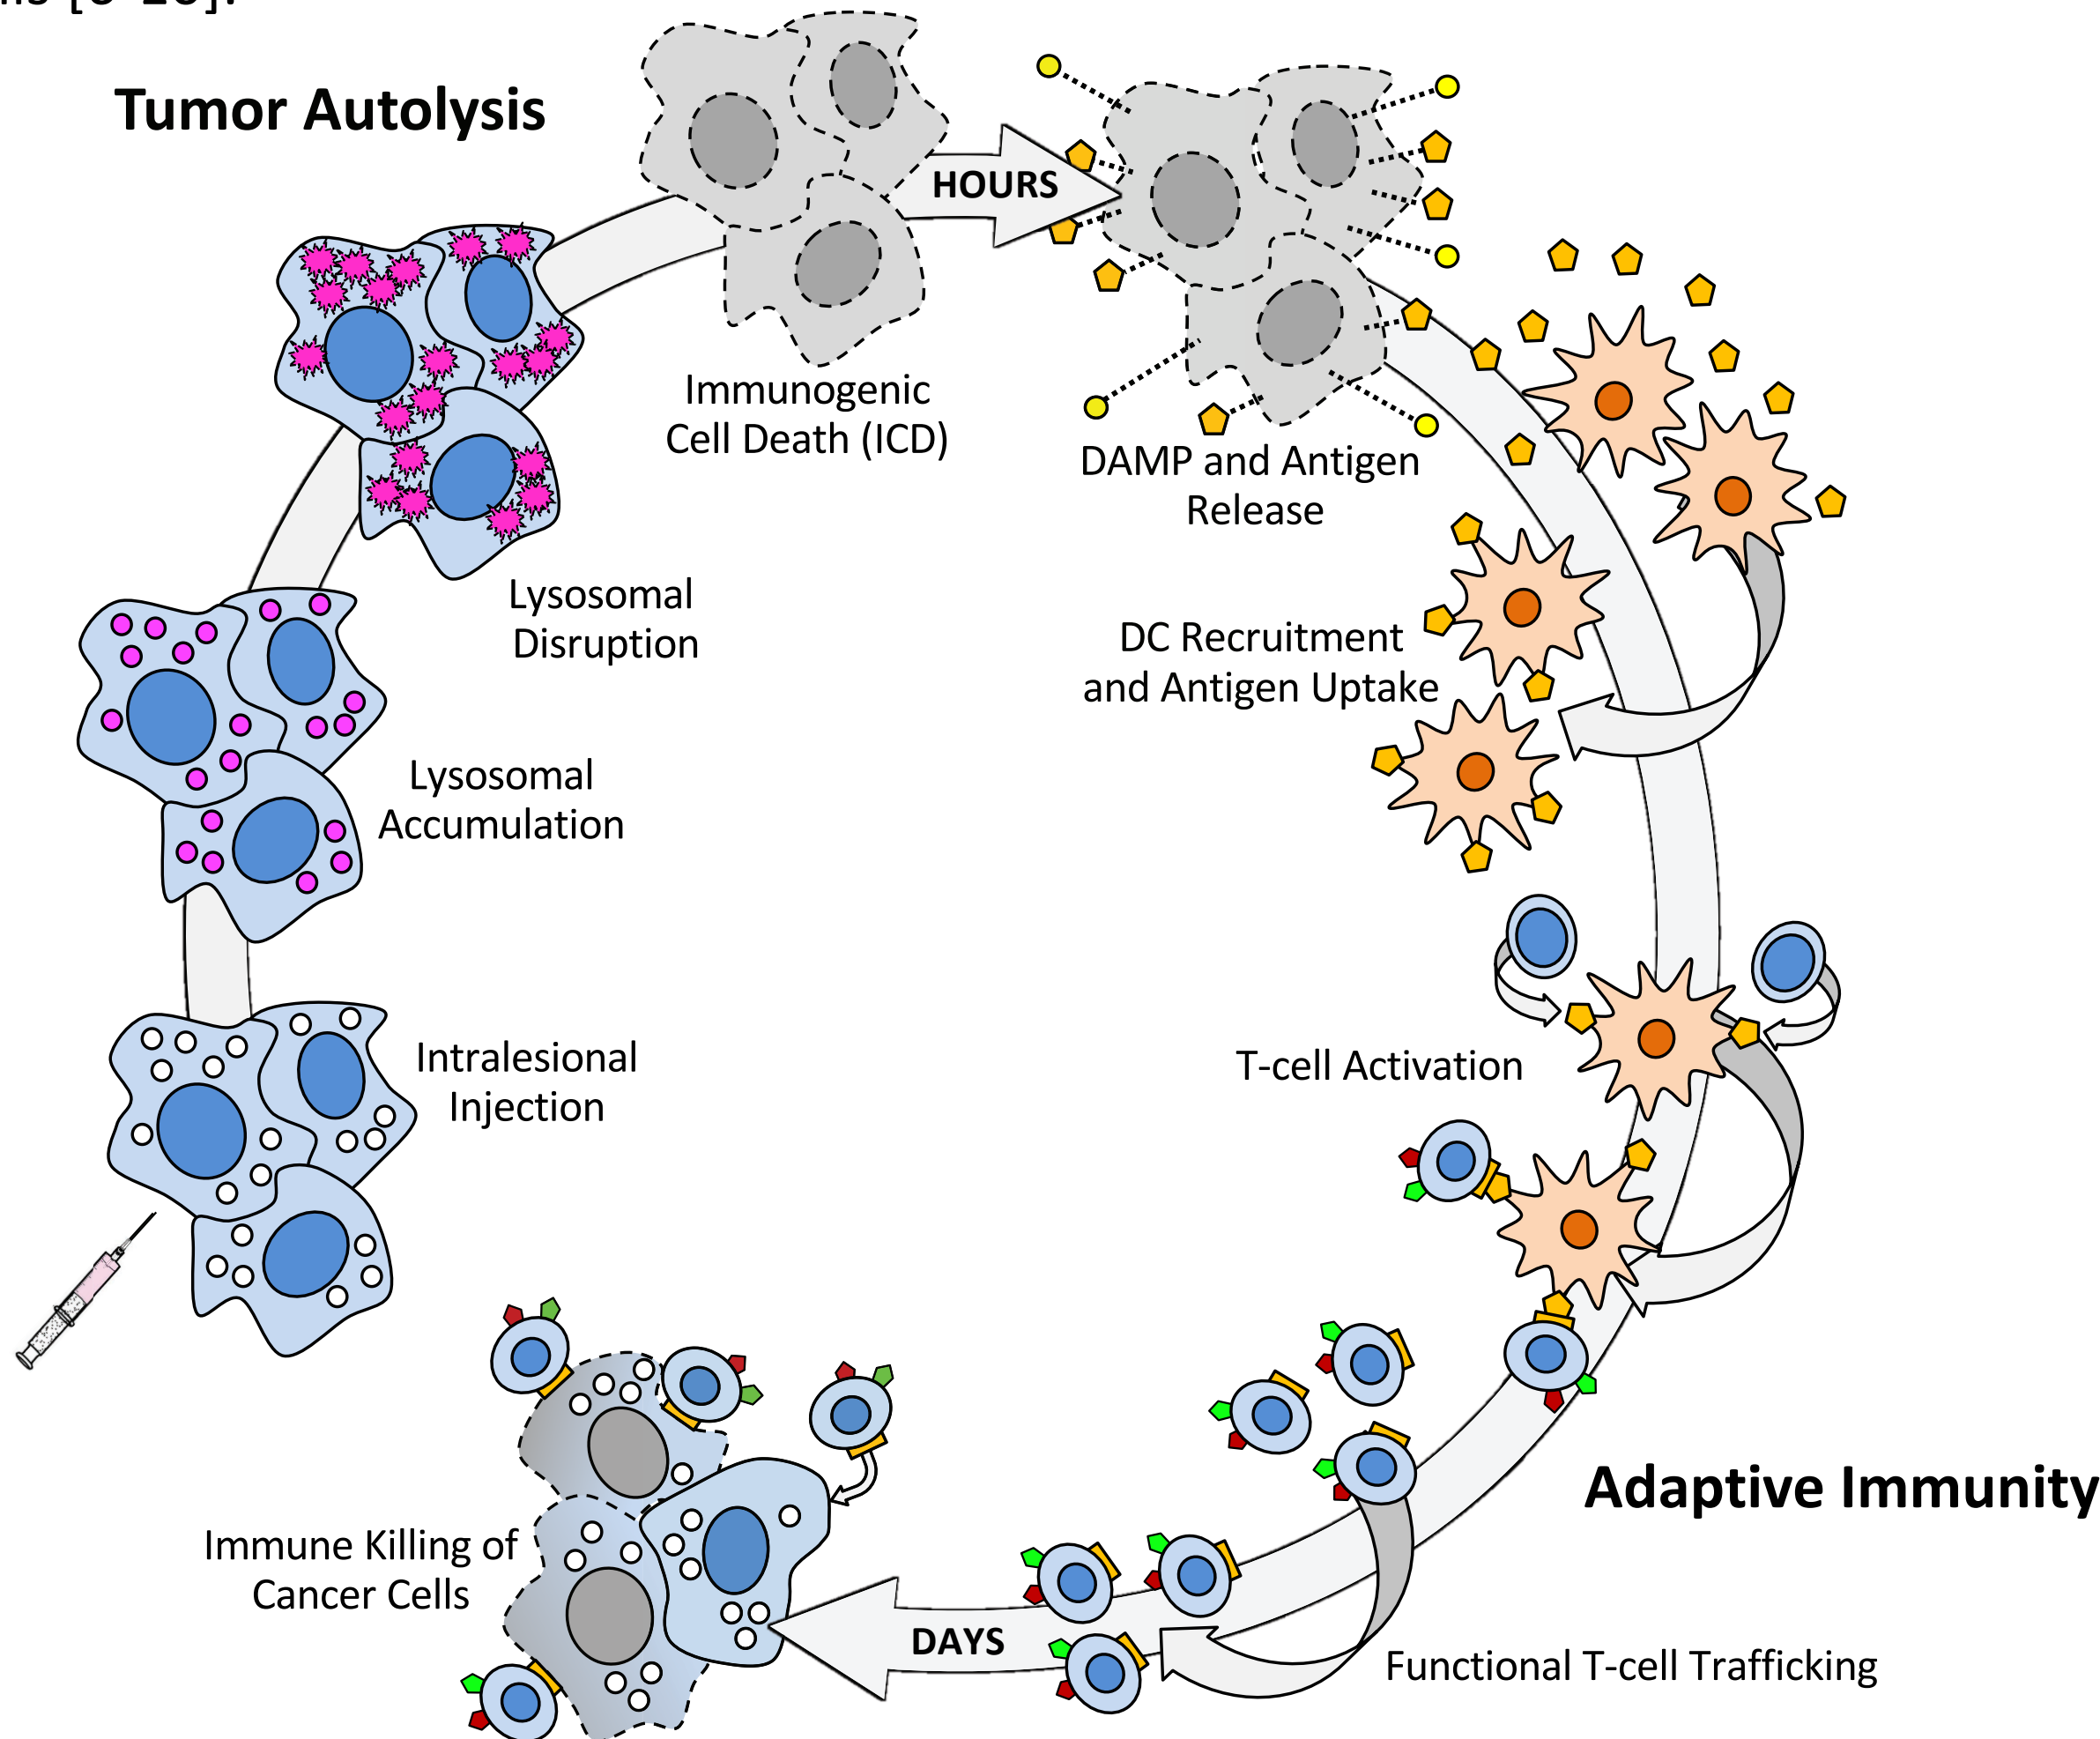 Tumor Autolysis
HOURS
Immunogenic
Cell Death (ICD)
DAMP and Antigen
Release
Lysosomal
Disruption
DC Recruitment
and Antigen Uptake
Lysosomal
Accumulation
Intralesional
Injection
T-cell Activation
Adaptive Immunity
Immune Killing of
Cancer Cells
DAYS
Functional T-cell Trafficking